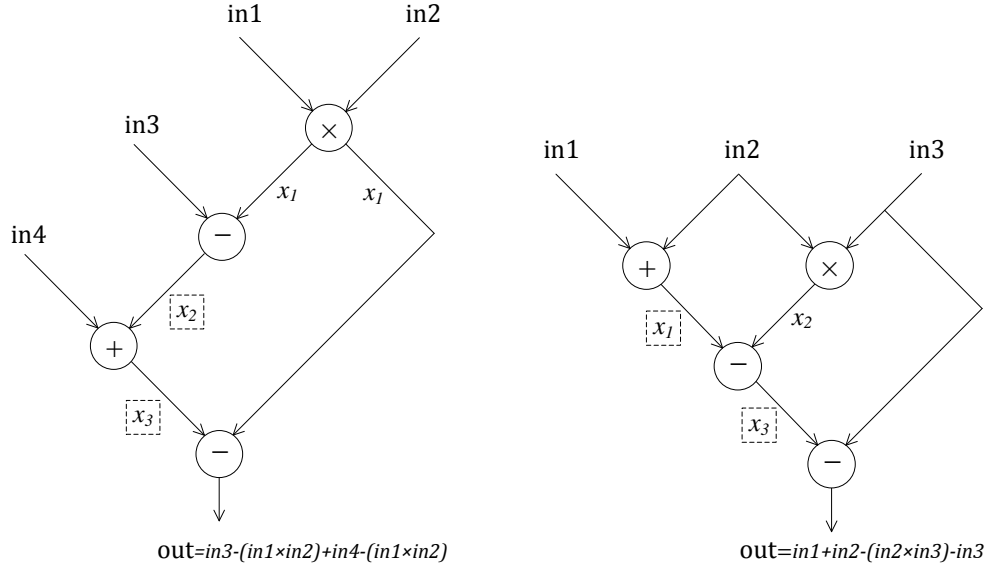 in1 in2
×
in3
x1 x1
−
in4
x2
+
x3
−
out=in3-(in1×in2)+in4-(in1×in2)
in1 in2 in3
+ ×
x1 x2
−
x3
−
out=in1+in2-(in2×in3)-in3